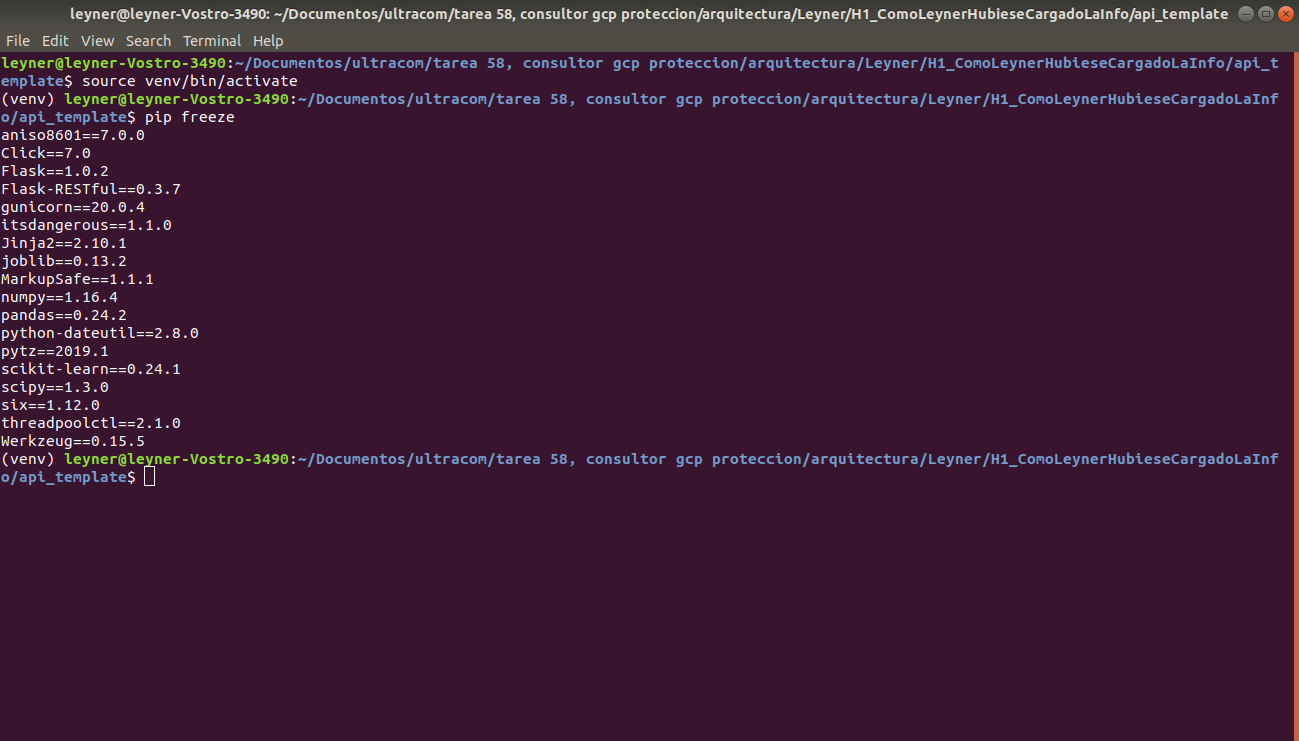 leyner@leyner-Vostro-3490: ~/Documentos/ultracom/tarea 58, consultor gcp proteccion/arquitectura/Leyner/H1_ComoLeynerHubieseCargadoLaInfo/api_template
File Edit View Search Terminal Help
leyner@leyner-Vostro-3490:~/Documentos/ultracom/tarea 58, consultor gcp proteccion/arquitectura/Leyner/H1_ComoLeynerHubieseCargadoLaInfo/api_t
emplate$ source venv/bin/activate
(venv) leyner@leyner-Vostro-3490:~/Documentos/ultracom/tarea 58, consultor gcp proteccion/arquitectura/Leyner/H1_ComoLeynerHubieseCargadoLaInf
o/api_template$ pip freeze
aniso8601==7.0.0
Click==7.0
Flask==1.0.2
Flask-RESTful==0.3.7
gunicorn==20.0.4
itsdangerous==1.1.0
Jinja2==2.10.1
joblib==0.13.2
MarkupSafe==1.1.1
numpy==1.16.4
pandas==0.24.2
python-dateutil==2.8.0
pytz==2019.1
scikit-learn==0.24.1
scipy==1.3.0
six==1.12.0
threadpoolctl==2.1.0
Werkzeug==0.15.5
(venv) leyner@leyner-Vostro-3490:~/Documentos/ultracom/tarea 58, consultor gcp proteccion/arquitectura/Leyner/H1_ComoLeynerHubieseCargadoLaInf
o/api_template$